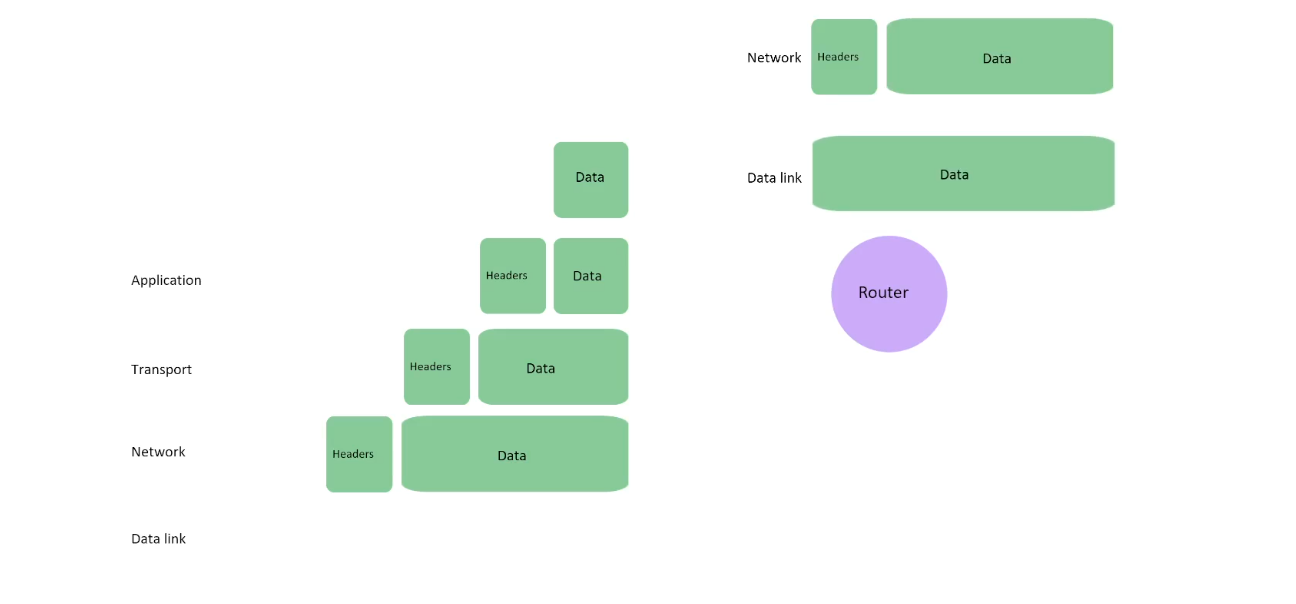 Data
Application Headers Data
Transport Headers Data
Network Headers Data
Data link
Network Headers Data
Data link Data
Router